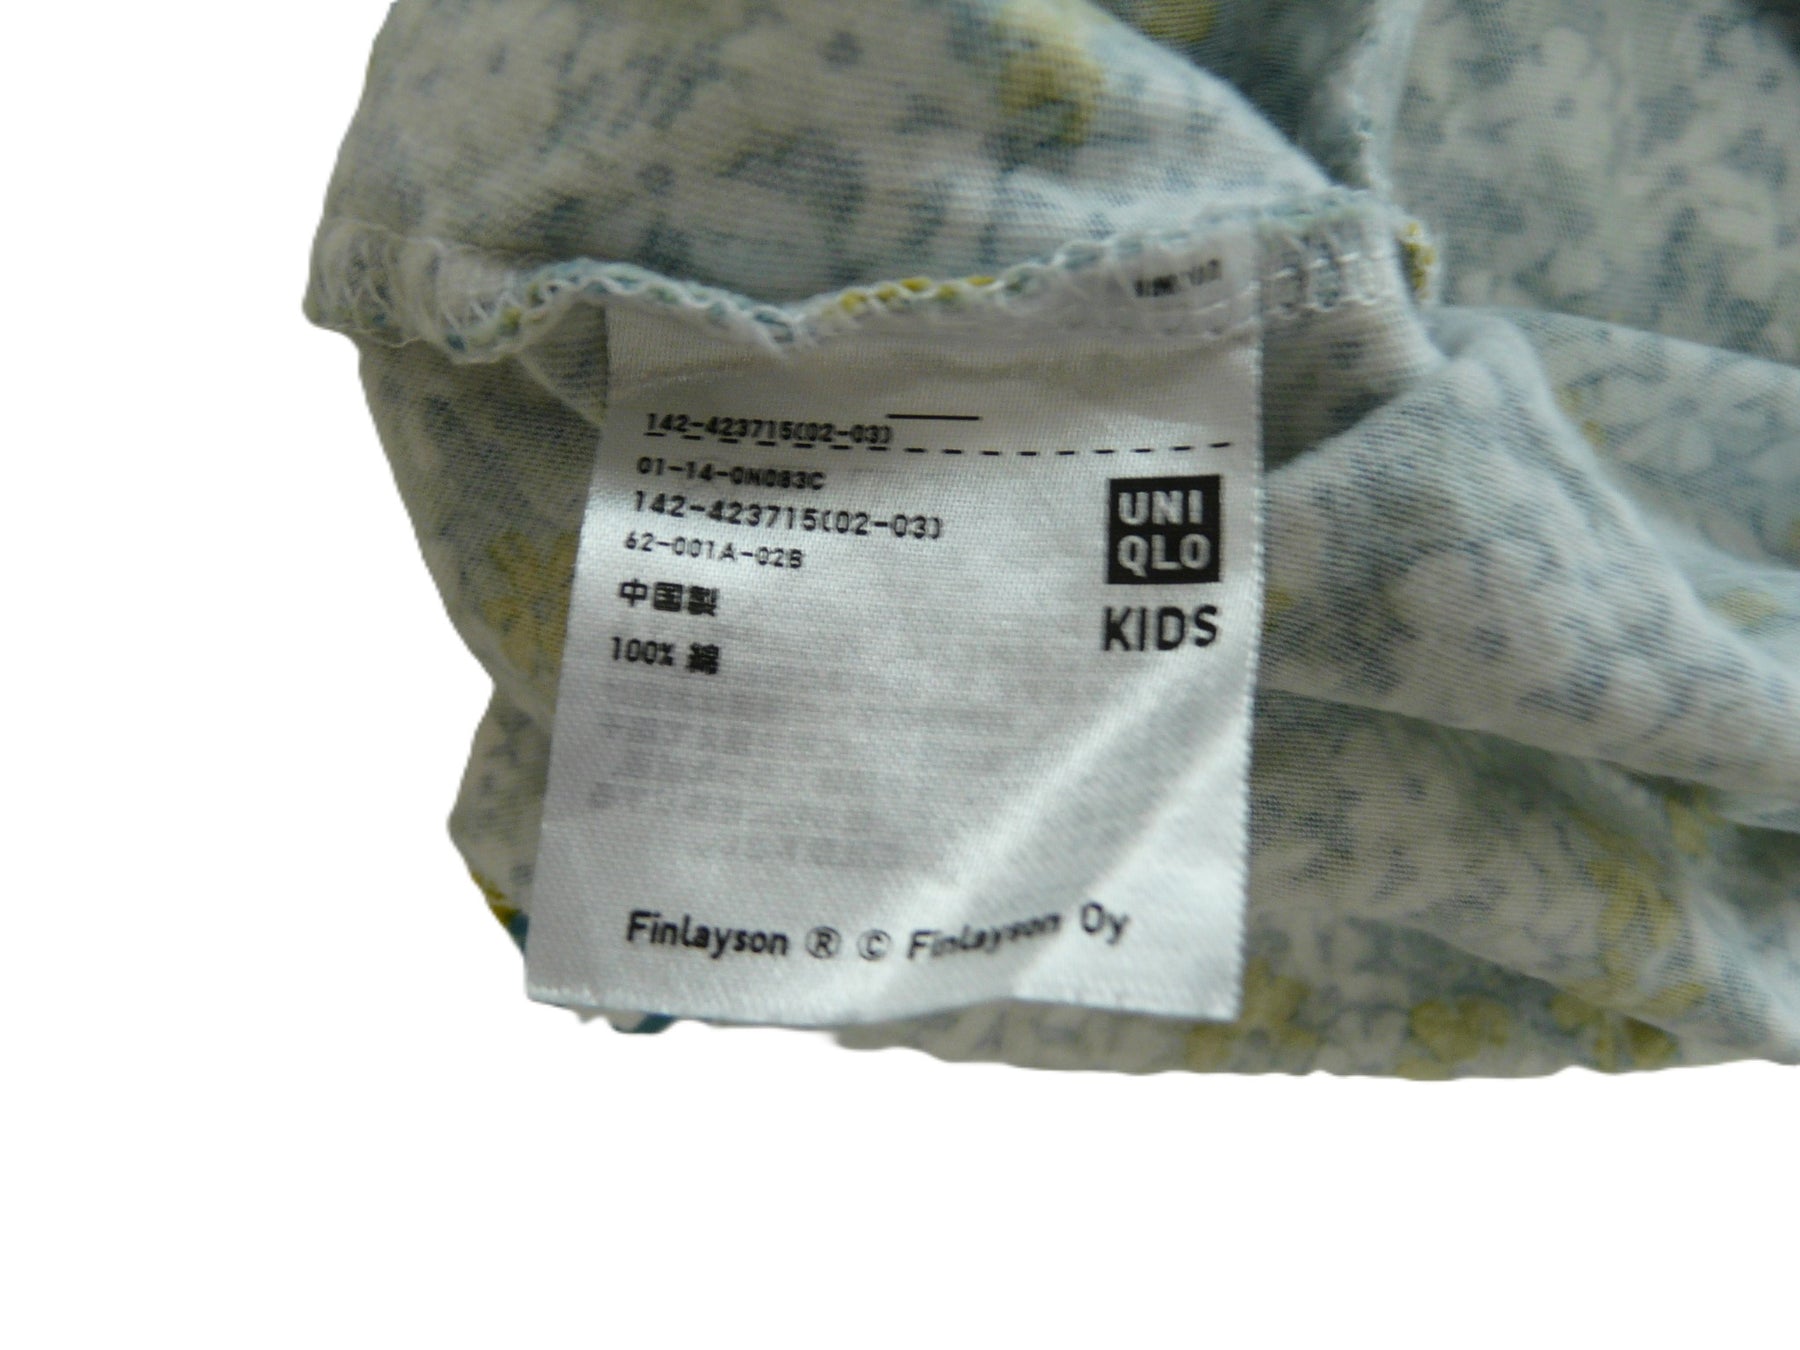 142-423715(02-03)
01-14-0N083C
142-423715(02-03)
62-001A-02B
中国製
100% 綿
UNI
QLO
KIDS
Finlayson ® © Finlayson Oy